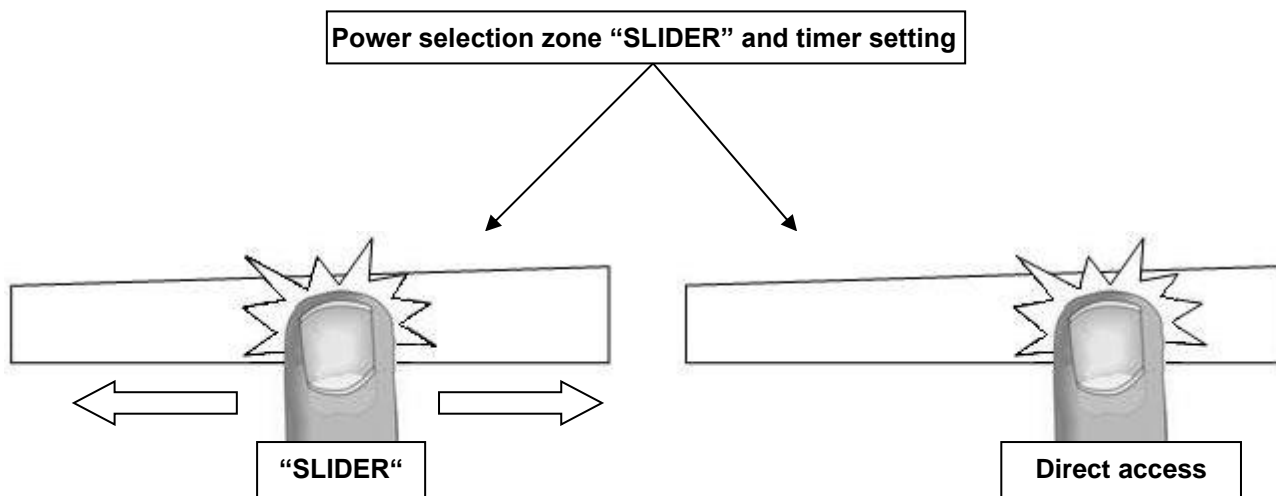 Power selection zone “SLIDER” and timer setting
“SLIDER“
Direct access